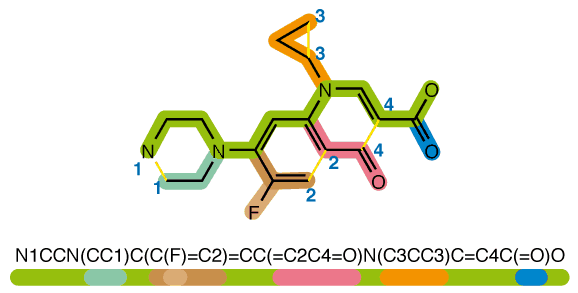 3
3
N
4
O
N
N
1
1
2
4
O
2
O
F
N1CCN(CC1)C(C(F)=C2)=CC(=C2C4=O)N(C3CC3)C=C4C(=O)O